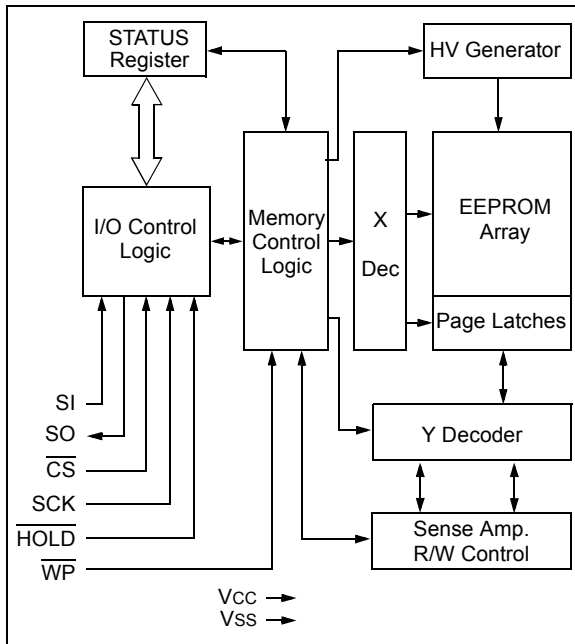 STATUS
Register
HV Generator
I/O Control
Logic
Memory
Control
Logic
X
Dec
EEPROM
Array
Page Latches
Y Decoder
Sense Amp.
R/W Control
SI
SO
CS
SCK
HOLD
WP
VCC
VSS